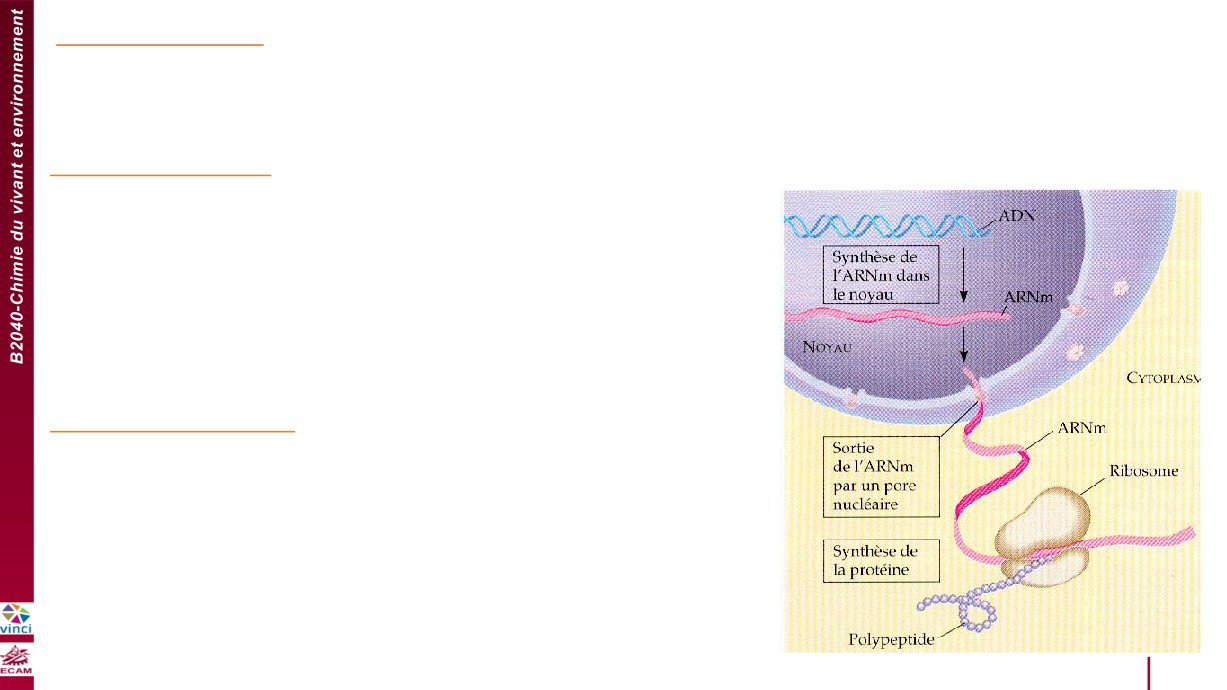 B2040-Chimie du vivant et environnement
ADN
Synthèse de
l'ARNm dans
le noyau
ARNm
NOYAU
CYTOPLASM
ARNm
Sortie
de l'ARNm
par un pore
nucléaire
Ribosome
Synthèse de
la protéine
Polypeptide
vinci
ECAM